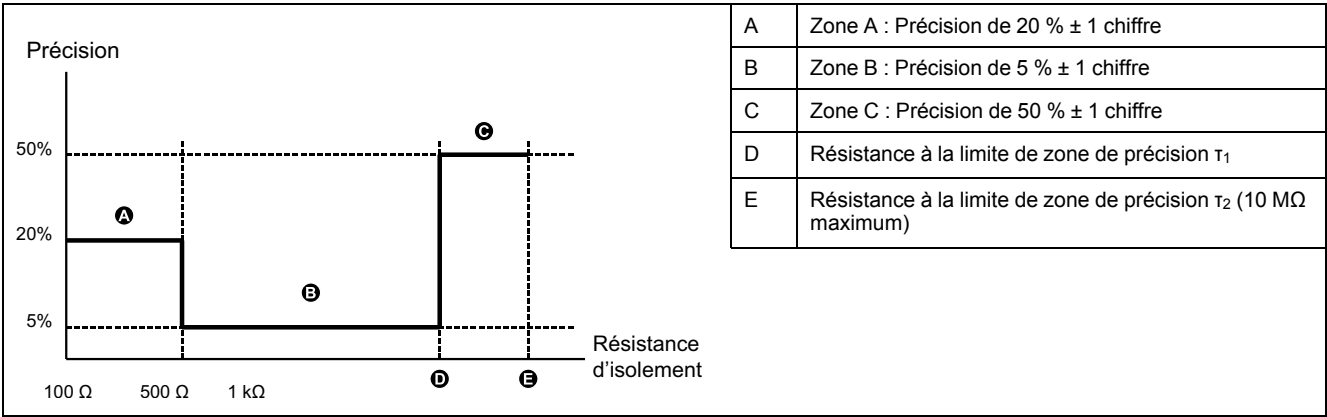 Précision
50%
20%
5%
A
B
C
D
E
100 Ω
500 Ω
1 kΩ
Résistance
d’isolement
A Zone A : Précision de 20 % ± 1 chiffre
B Zone B : Précision de 5 % ± 1 chiffre
C Zone C : Précision de 50 % ± 1 chiffre
D Résistance à la limite de zone de précision τ₁
E Résistance à la limite de zone de précision τ₂ (10 MΩ
maximum)